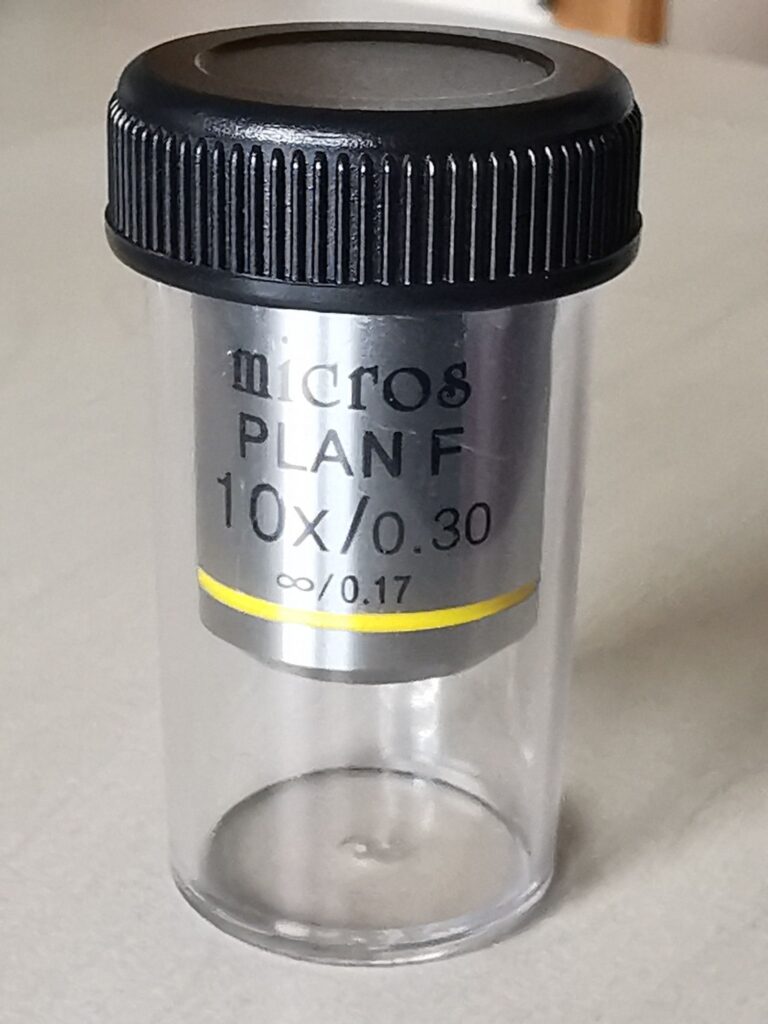 micros
PLAN F
10x/0.30
∞/0.17